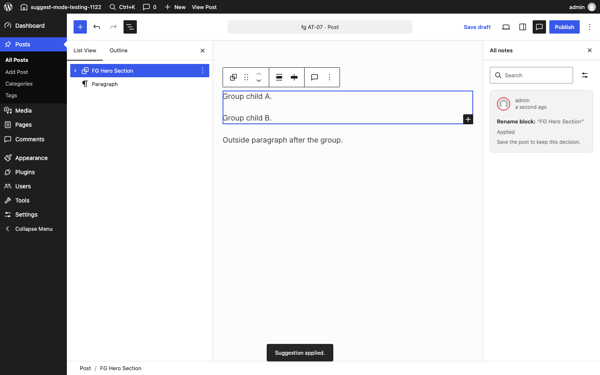 suggest-mode-testing-1122
Ctrl+K
0
+ New
View Post
admin
Dashboard
Posts
All Posts
Add Post
Categories
Tags
Media
Pages
Comments
Appearance
Plugins
Users
Tools
Settings
Collapse Menu
fg AT-07 · Post
Save draft
Publish
List View
Outline
FG Hero Section
Paragraph
Group child A.
Group child B.
Outside paragraph after the group.
Suggestion applied.
All notes
Search
admin
a second ago
Rename block: "FG Hero Section"
Applied
Save the post to keep this decision.
Post / FG Hero Section